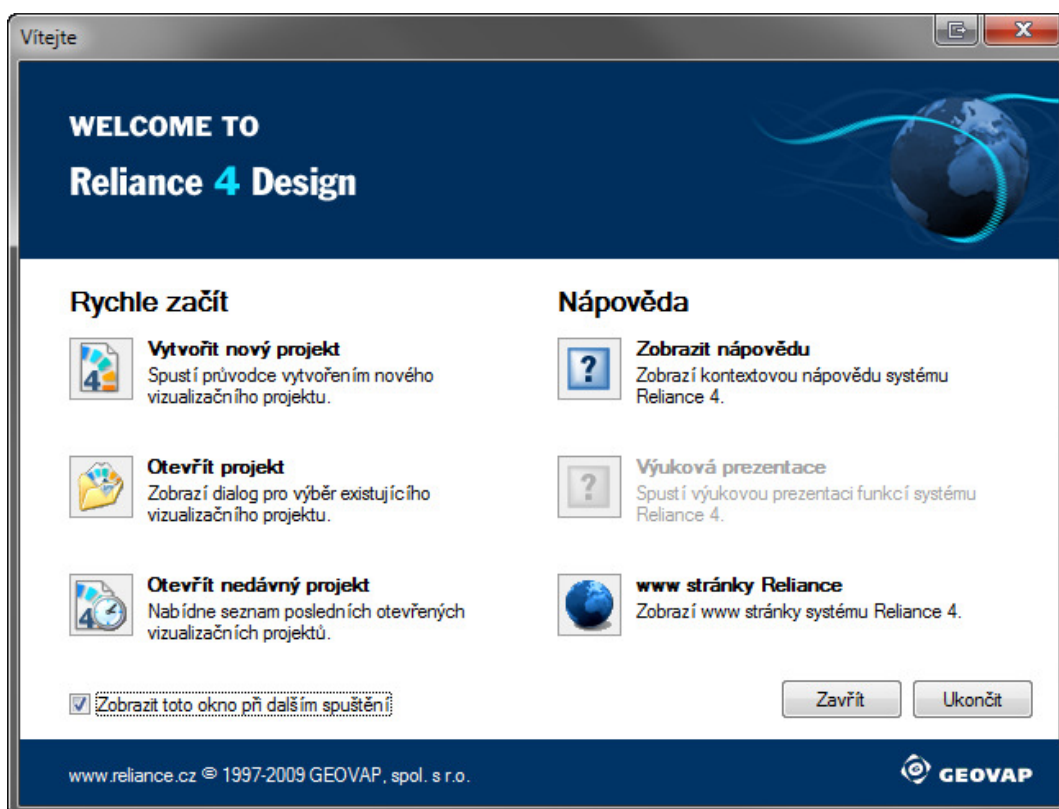 Vítejte
WELCOME TO
Reliance 4 Design
Rychle začít
Vytvořit nový projekt
Spustí průvodce vytvořením nového
vizualizačního projektu.
Otevřít projekt
Zobrazí dialog pro výběr existujícího
vizualizačního projektu.
Otevřít nedávný projekt
Nabídne seznam posledních otevřených
vizualizačních projektů.
Zobrazit toto okno při dalším spuštění
Nápověda
Zobrazit nápovědu
Zobrazí kontextovou nápovědu systému
Reliance 4.
Výuková prezentace
Spustí výukovou prezentaci funkcí systému
Reliance 4.
www stránky Reliance
Zobrazí www stránky systému Reliance 4.
Zavřít
Ukončit
www.reliance.cz © 1997-2009 GEOVAP, spol. s r.o.
GEOVAP